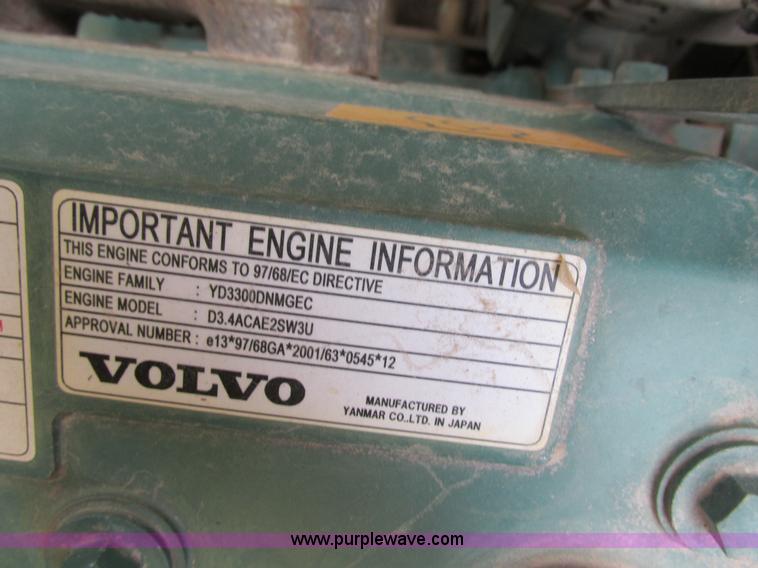 IMPORTANT ENGINE INFORMATION
THIS ENGINE CONFORMS TO 97/68/EC DIRECTIVE
ENGINE FAMILY : YD3300DNMGEC
ENGINE MODEL : D3.4ACAE2SW3U
APPROVAL NUMBER : e13*97/68GA*2001/63*0545*12
VOLVO
MANUFACTURED BY
YANMAR CO.,LTD. IN JAPAN
www.purplewave.com